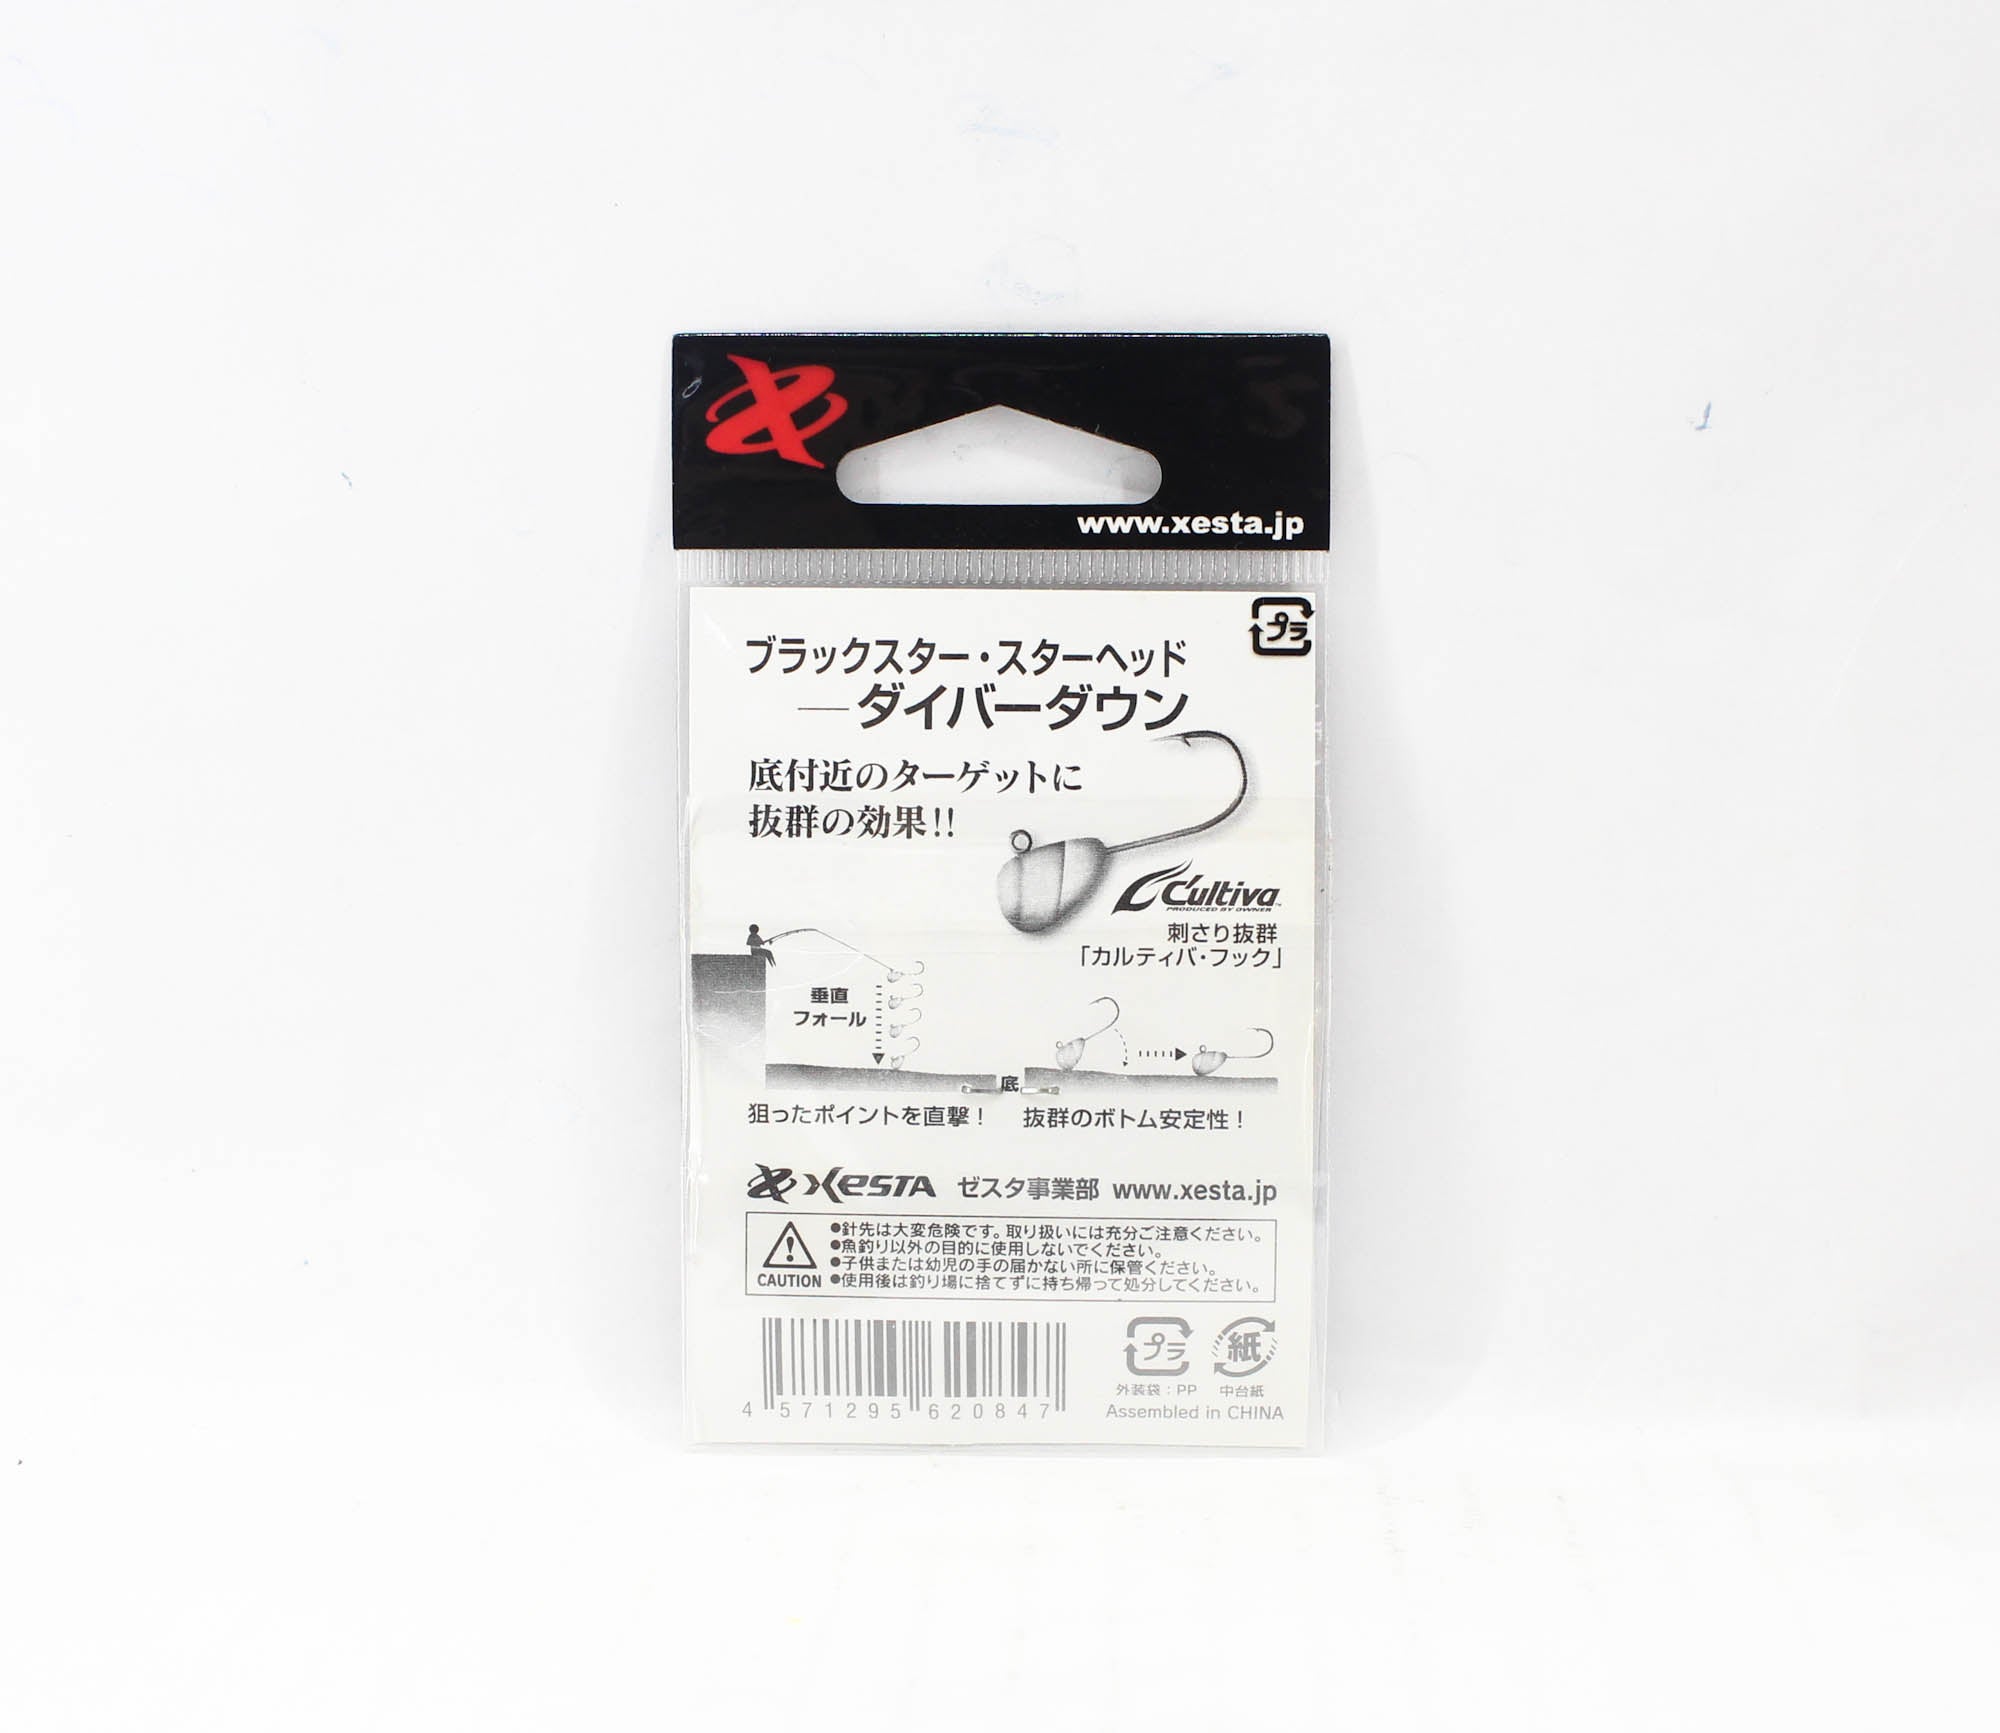 www.xesta.jp
プラ
ブラックスター・スターヘッド
—ダイバーダウン
底付近のターゲットに
抜群の効果!!
C'ultiva
PRODUCED BY OWNER
刺さり抜群
「カルティバ・フック」
垂直
フォール
底
狙ったポイントを直撃！
抜群のボトム安定性！
XESTA ゼスタ事業部 www.xesta.jp
●針先は大変危険です。取り扱いには充分ご注意ください。
●魚釣り以外の目的に使用しないでください。
●子供または幼児の手の届かない所に保管ください。
CAUTION ●使用後は釣り場に捨てずに持ち帰って処分してください。
プラ 紙
外装袋：PP 中台紙
4 571295 620847
Assembled in CHINA